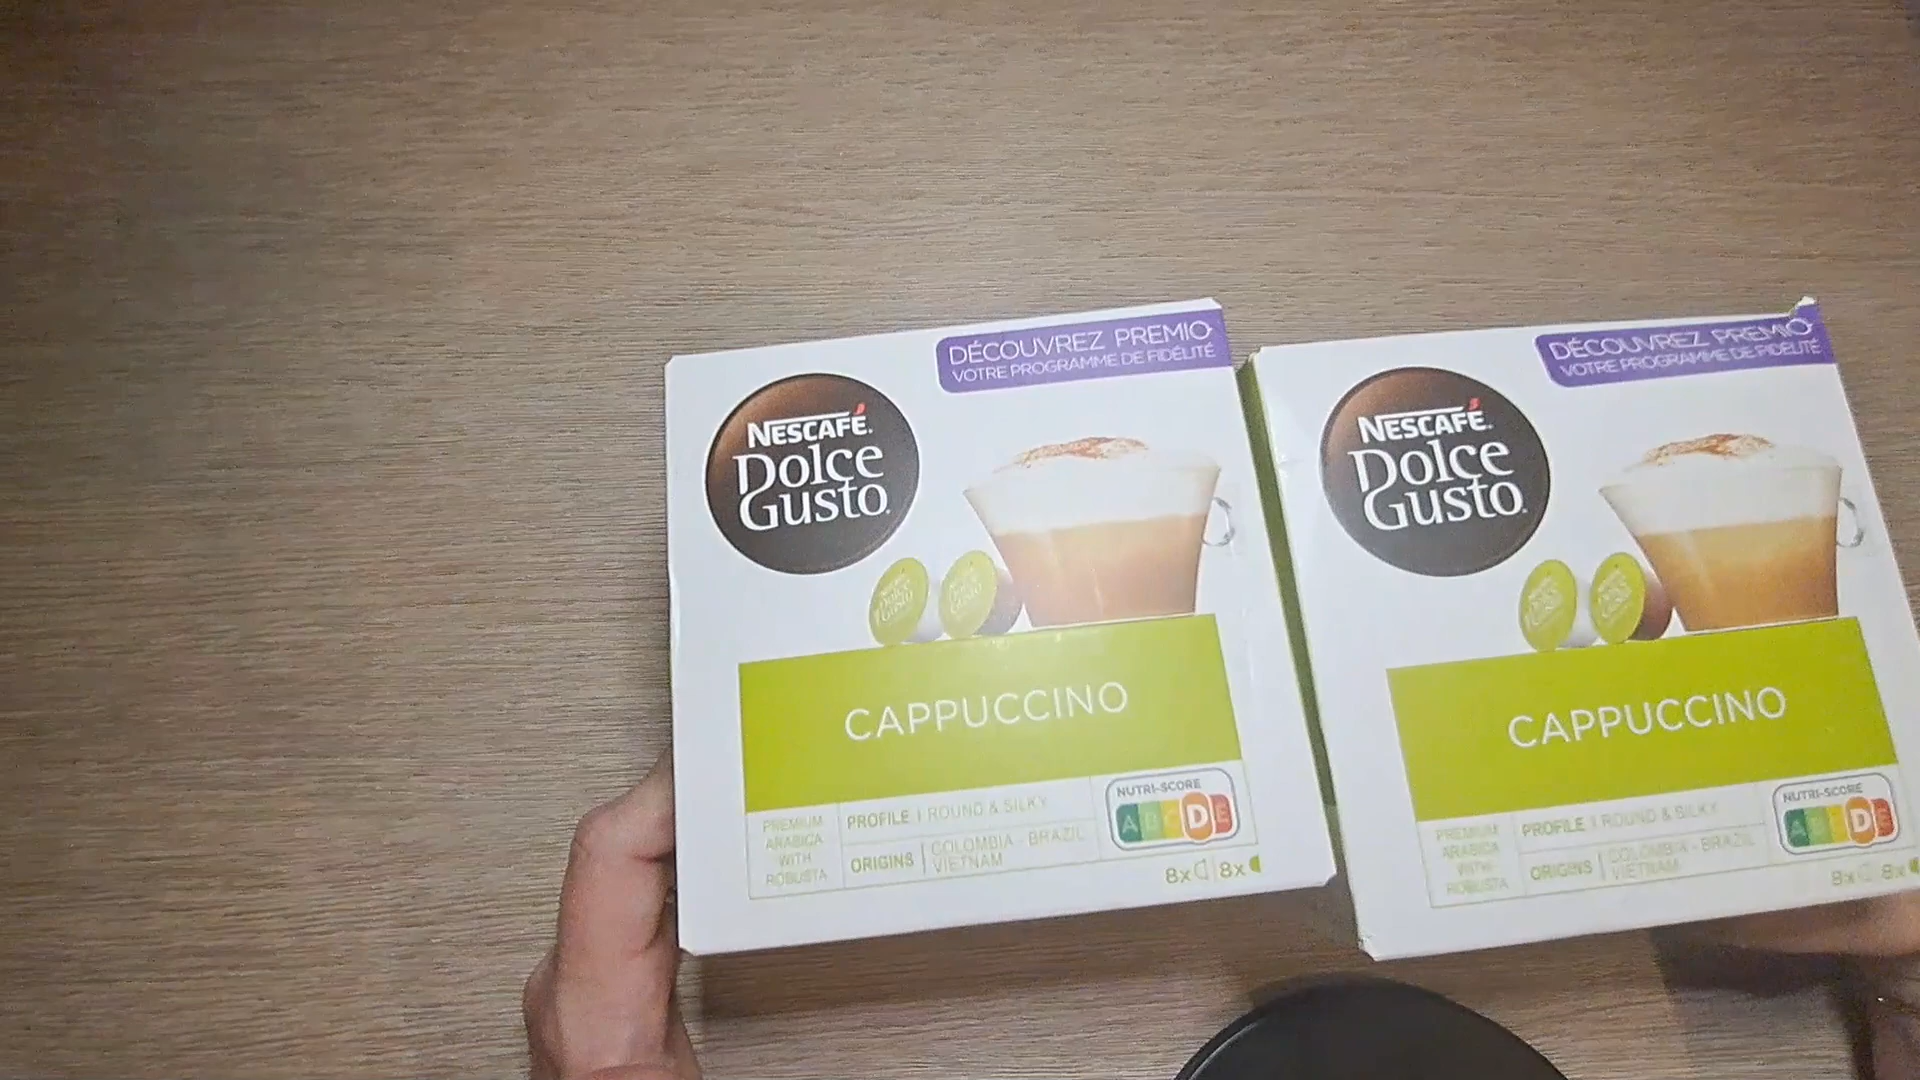 DÉCOUVREZ PREMIO
VOTRE PROGRAMME DE FIDÉLITÉ
NESCAFÉ.
Dolce
Gusto.
CAPPUCCINO
PREMIUM
ARABICA
WITH
ROBUSTA
PROFILE | ROUND & SILKY
ORIGINS | COLOMBIA - BRAZIL
VIETNAM
NUTRI-SCORE
A B C D E
8x 8x
DÉCOUVREZ PREMIO
VOTRE PROGRAMME DE FIDÉLITÉ
NESCAFÉ.
Dolce
Gusto.
CAPPUCCINO
PREMIUM
ARABICA
WITH
ROBUSTA
PROFILE | ROUND & SILKY
ORIGINS | COLOMBIA - BRAZIL
VIETNAM
NUTRI-SCORE
A B C D E
8x 8x